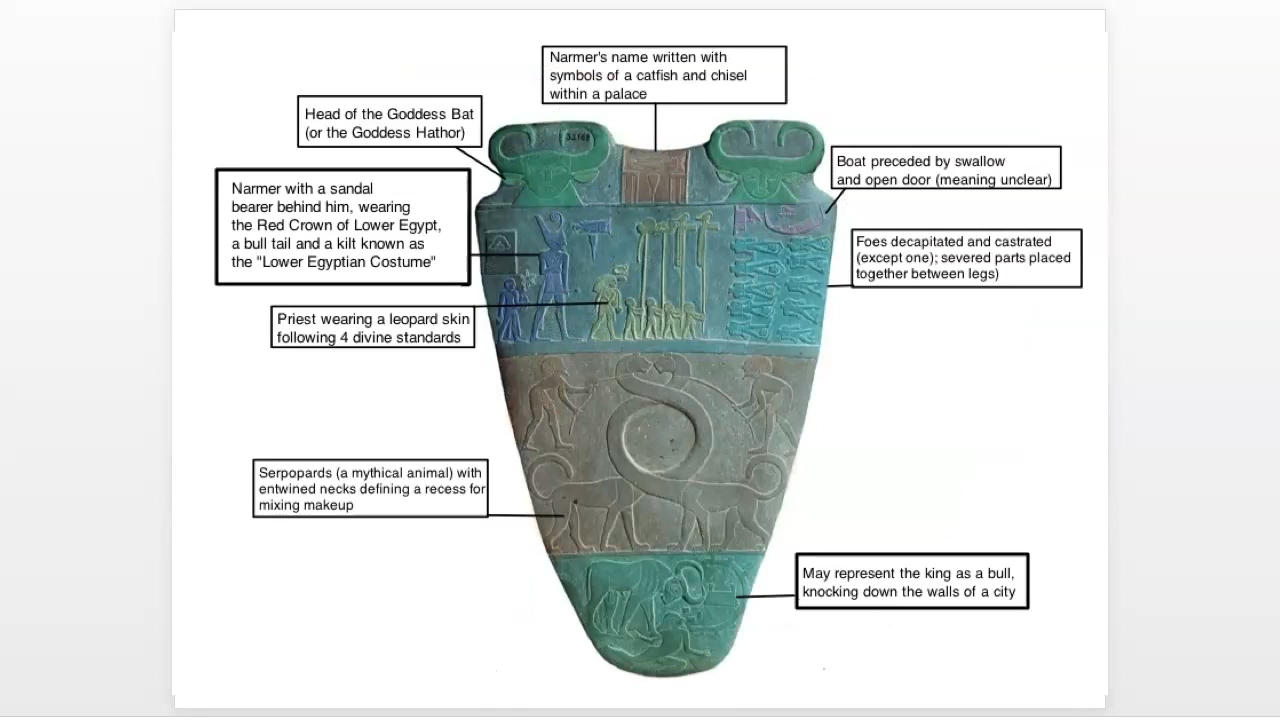 Narmer's name written with
symbols of a catfish and chisel
within a palace
Head of the Goddess Bat
(or the Goddess Hathor)
Boat preceded by swallow
and open door (meaning unclear)
Narmer with a sandal
bearer behind him, wearing
the Red Crown of Lower Egypt,
a bull tail and a kilt known as
the "Lower Egyptian Costume"
Foes decapitated and castrated
(except one); severed parts placed
together between legs)
Priest wearing a leopard skin
following 4 divine standards
Serpopards (a mythical animal) with
entwined necks defining a recess for
mixing makeup
May represent the king as a bull,
knocking down the walls of a city